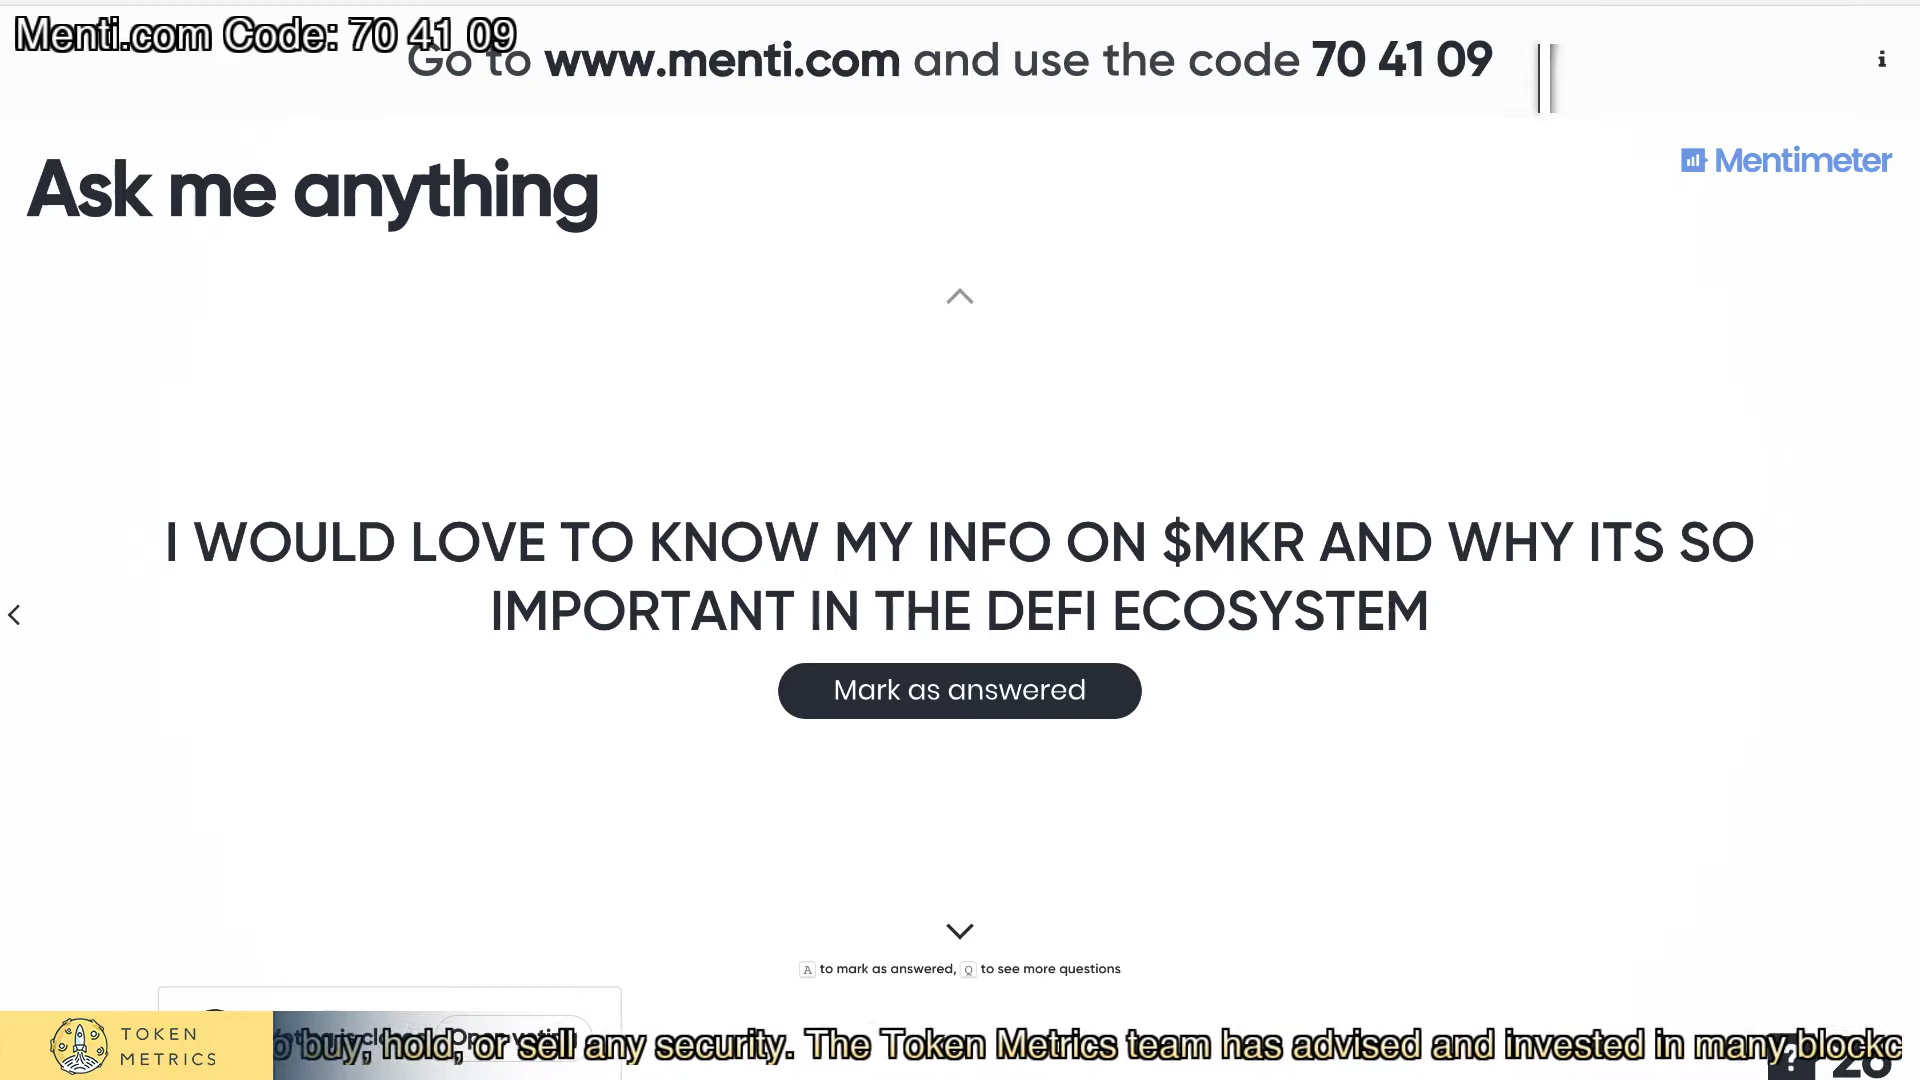 Menti.com Code: 70 41 09
Go to www.menti.com and use the code 70 41 09
i
Mentimeter
Ask me anything
I WOULD LOVE TO KNOW MY INFO ON $MKR AND WHY ITS SO
IMPORTANT IN THE DEFI ECOSYSTEM
Mark as answered
A to mark as answered, Q to see more questions
TOKEN
METRICS
o buy, hold, or sell any security. The Token Metrics team has advised and invested in many blockc
?